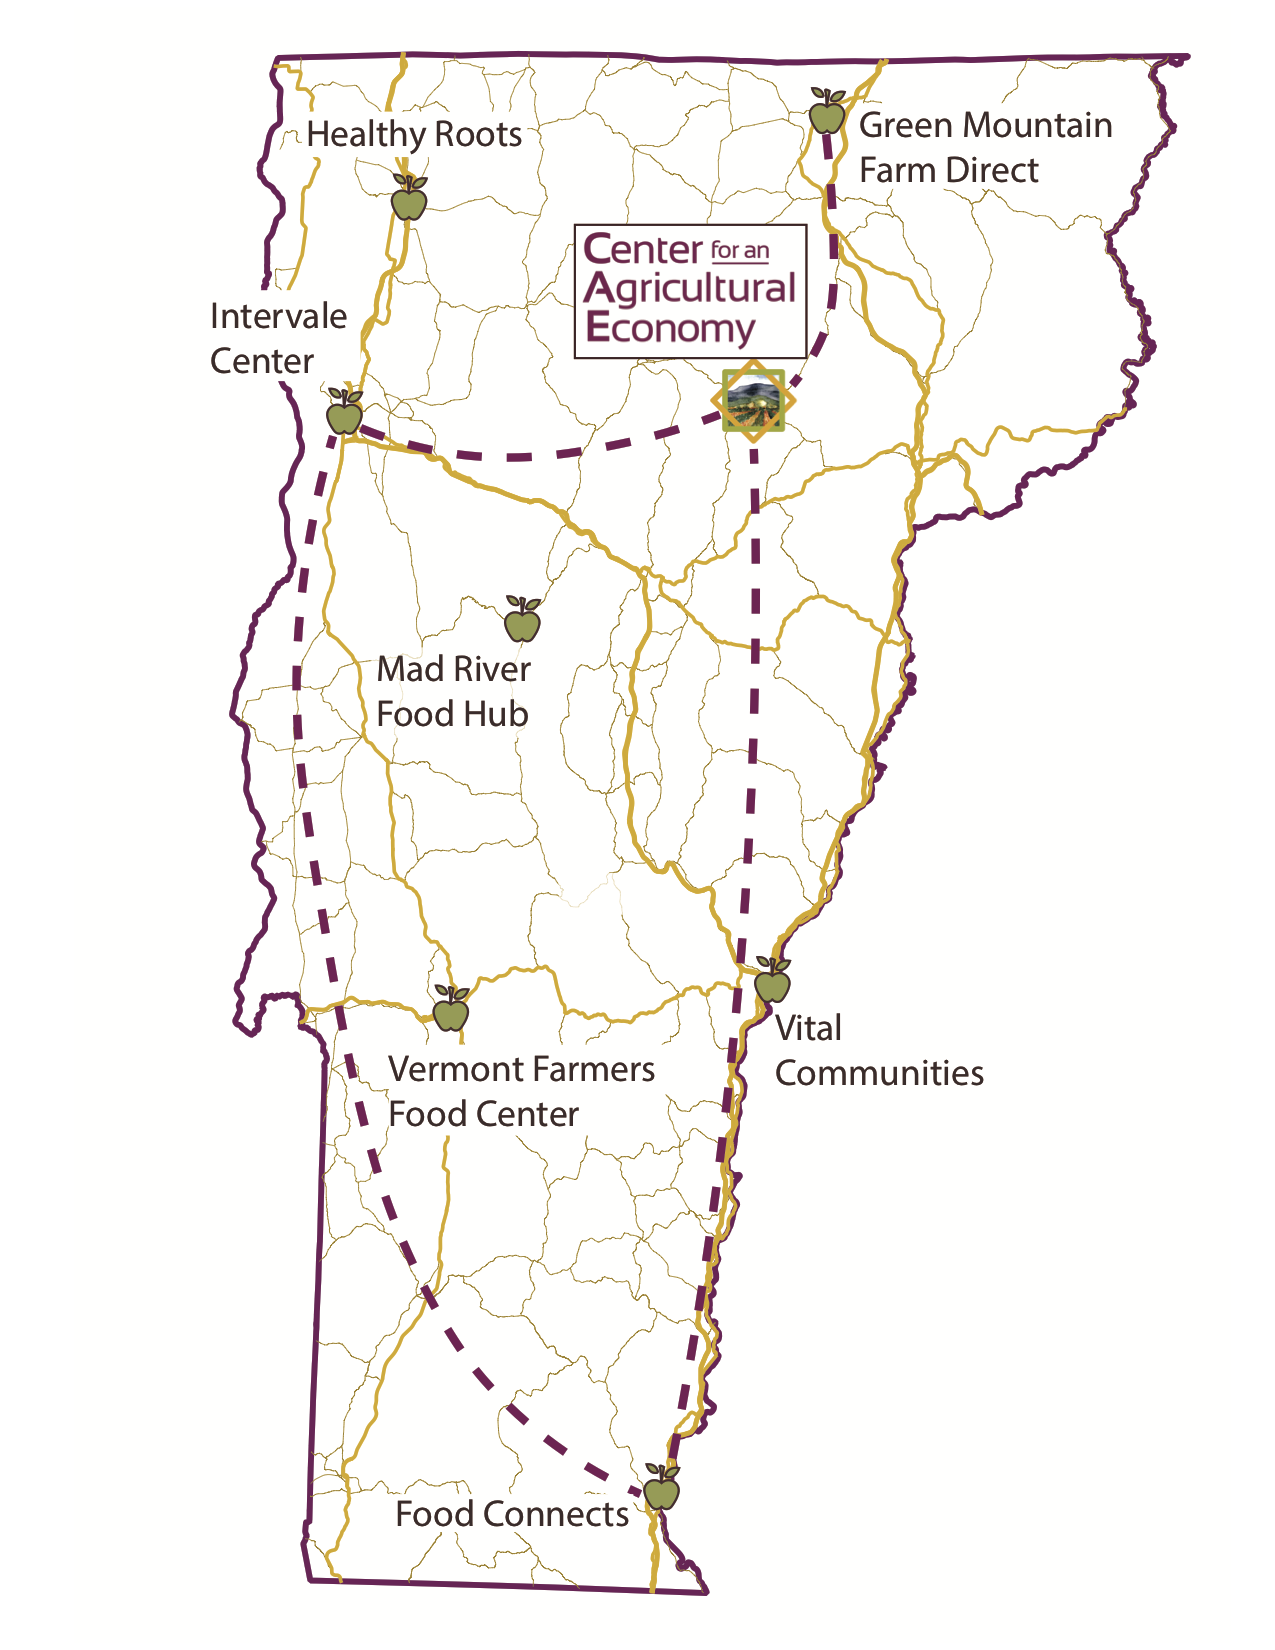 Healthy Roots
Green Mountain
Farm Direct
Center for an
Agricultural
Economy
Intervale
Center
Mad River
Food Hub
Vital
Communities
Vermont Farmers
Food Center
Food Connects